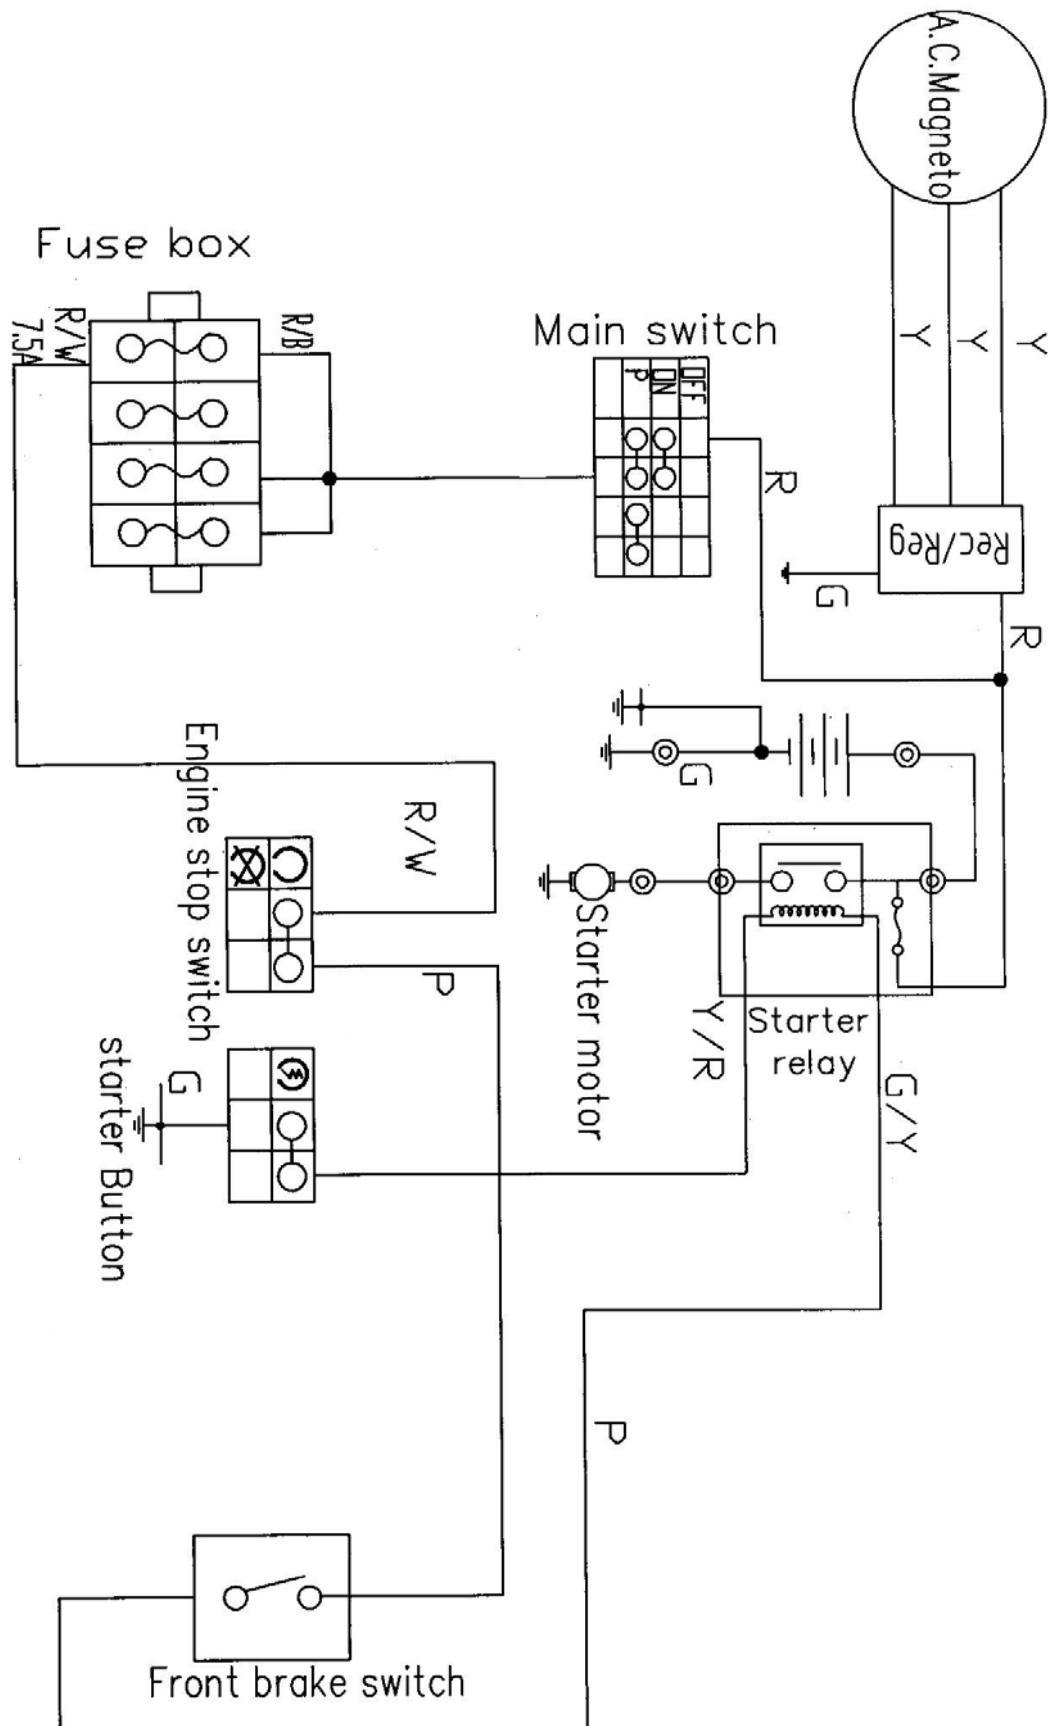 A.C.Magneto
Y
Y
Y
Fuse box
R/W
7.5A
R/B
Main switch
OFF
ON
P
R
Rec/Reg
G
R
G
Engine stop switch
R/W
P
Starter motor
Y/R
Starter
relay
G/Y
starter Button
G
P
Front brake switch